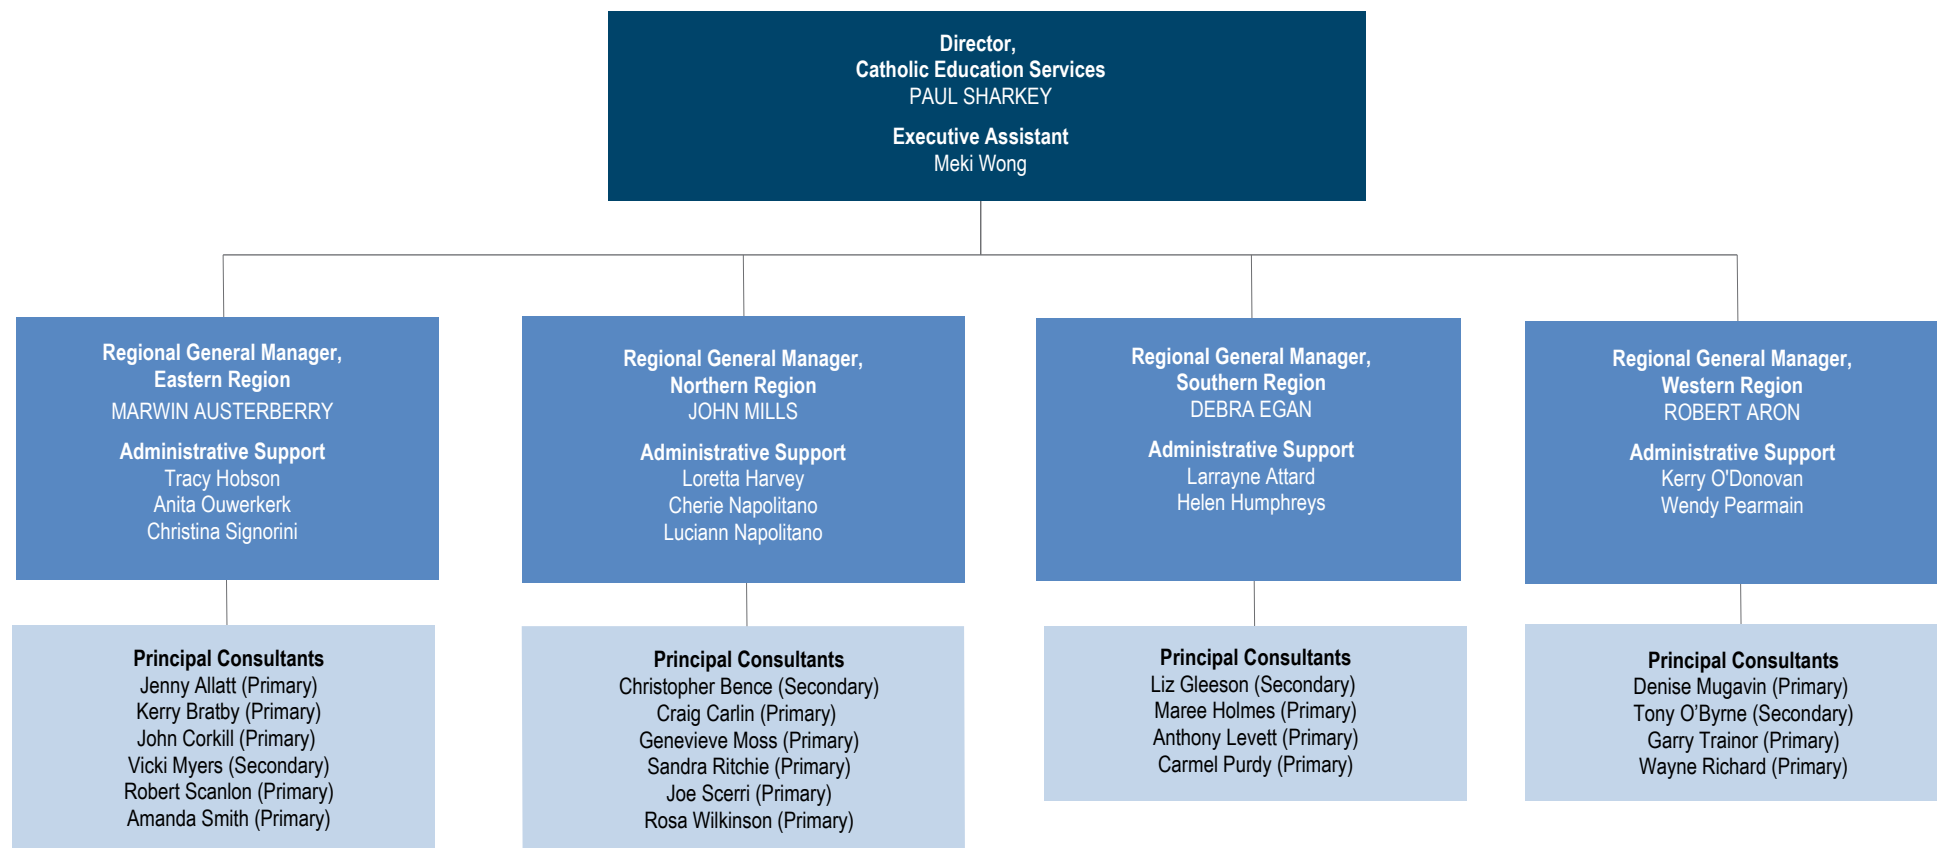 Director,
Catholic Education Services
PAUL SHARKEY
Executive Assistant
Meki Wong
Regional General Manager,
Eastern Region
MARWIN AUSTERBERRY
Administrative Support
Tracy Hobson
Anita Ouwerkerk
Christina Signorini
Regional General Manager,
Northern Region
JOHN MILLS
Administrative Support
Loretta Harvey
Cherie Napolitano
Luciann Napolitano
Regional General Manager,
Southern Region
DEBRA EGAN
Administrative Support
Larrayne Attard
Helen Humphreys
Regional General Manager,
Western Region
ROBERT ARON
Administrative Support
Kerry O'Donovan
Wendy Pearmain
Principal Consultants
Jenny Allatt (Primary)
Kerry Bratby (Primary)
John Corkill (Primary)
Vicki Myers (Secondary)
Robert Scanlon (Primary)
Amanda Smith (Primary)
Principal Consultants
Christopher Bence (Secondary)
Craig Carlin (Primary)
Genevieve Moss (Primary)
Sandra Ritchie (Primary)
Joe Scerri (Primary)
Rosa Wilkinson (Primary)
Principal Consultants
Liz Gleeson (Secondary)
Maree Holmes (Primary)
Anthony Levett (Primary)
Carmel Purdy (Primary)
Principal Consultants
Denise Mugavin (Primary)
Tony O’Byrne (Secondary)
Garry Trainor (Primary)
Wayne Richard (Primary)